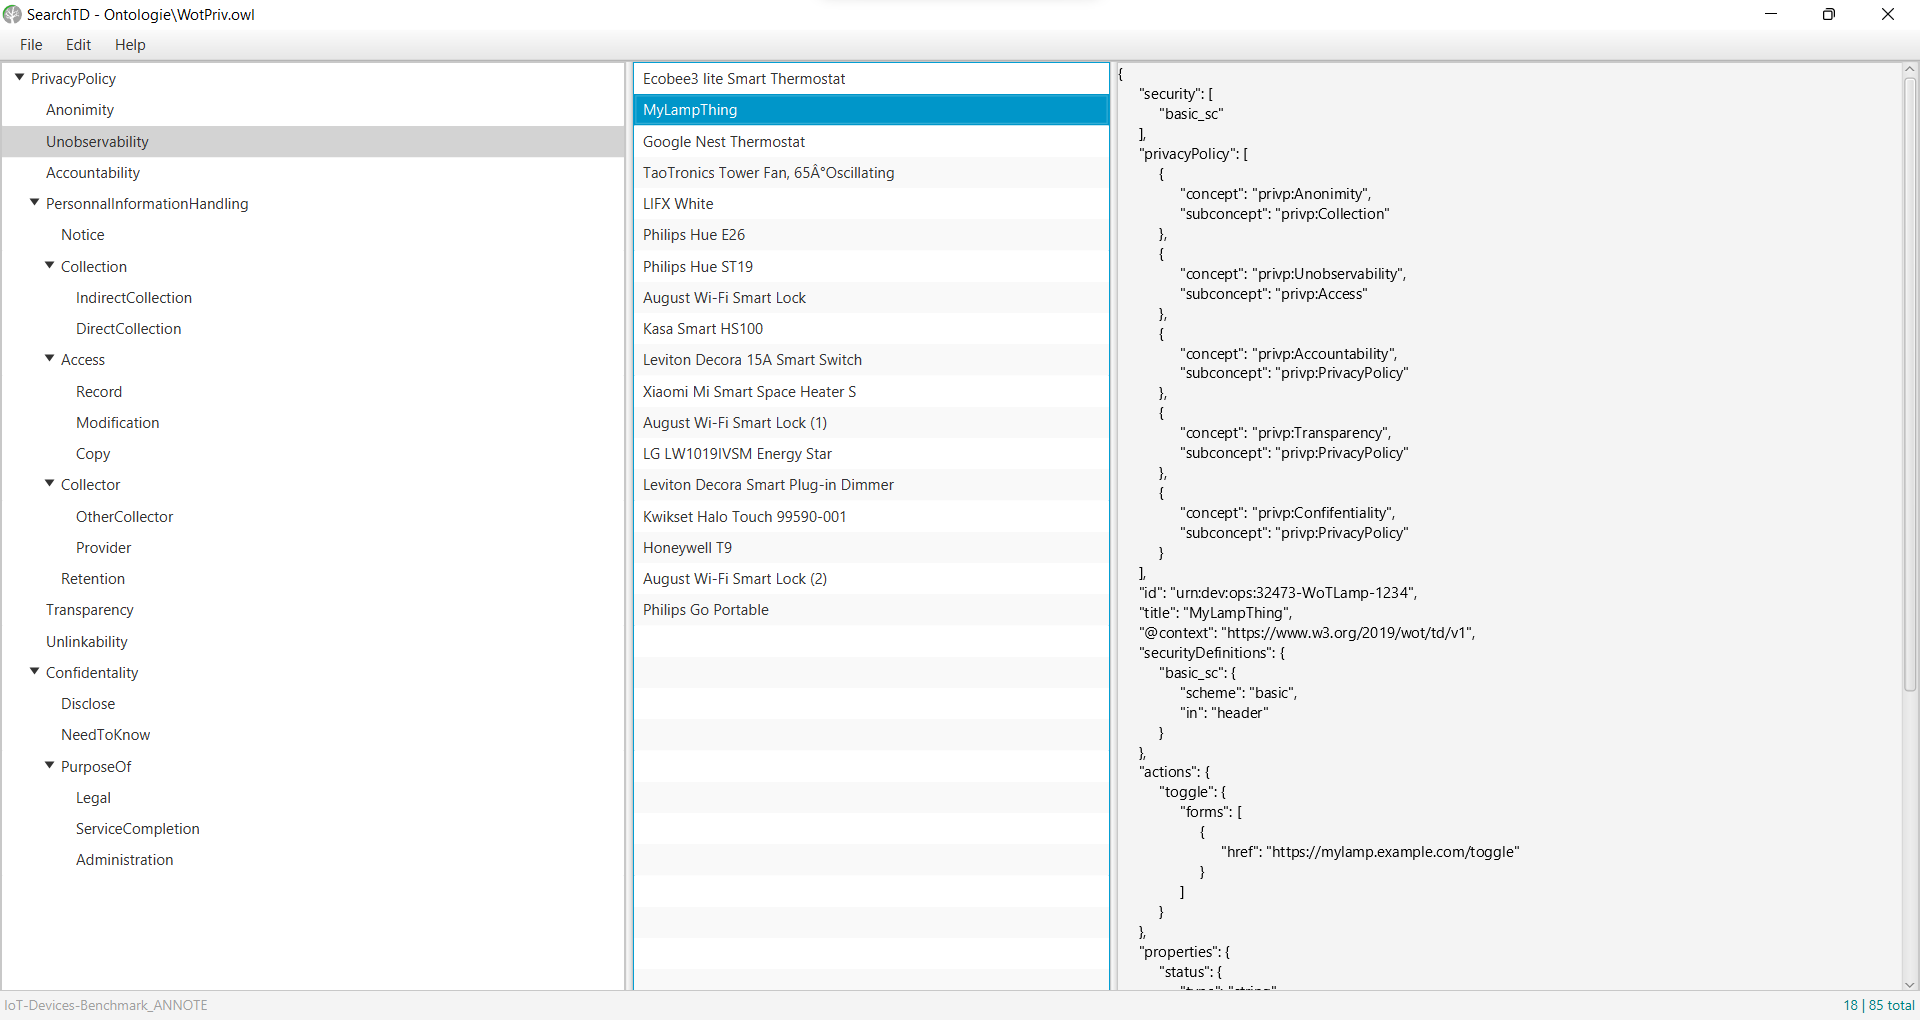 SearchTD - Ontologie\WotPriv.owl
File Edit Help
PrivacyPolicy
Anonimity
Unobservability
Accountability
PersonnalInformationHandling
Notice
Collection
IndirectCollection
DirectCollection
Access
Record
Modification
Copy
Collector
OtherCollector
Provider
Retention
Transparency
Unlinkability
Confidentality
Disclose
NeedToKnow
PurposeOf
Legal
ServiceCompletion
Administration
Ecobee3 lite Smart Thermostat
MyLampThing
Google Nest Thermostat
TaoTronics Tower Fan, 65Â°Oscillating
LIFX White
Philips Hue E26
Philips Hue ST19
August Wi-Fi Smart Lock
Kasa Smart HS100
Leviton Decora 15A Smart Switch
Xiaomi Mi Smart Space Heater S
August Wi-Fi Smart Lock (1)
LG LW1019IVSM Energy Star
Leviton Decora Smart Plug-in Dimmer
Kwikset Halo Touch 99590-001
Honeywell T9
August Wi-Fi Smart Lock (2)
Philips Go Portable
{
"security": [
"basic_sc"
],
"privacyPolicy": [
{
"concept": "privp:Anonimity",
"subconcept": "privp:Collection"
},
{
"concept": "privp:Unobservability",
"subconcept": "privp:Access"
},
{
"concept": "privp:Accountability",
"subconcept": "privp:PrivacyPolicy"
},
{
"concept": "privp:Transparency",
"subconcept": "privp:PrivacyPolicy"
},
{
"concept": "privp:Confifentiality",
"subconcept": "privp:PrivacyPolicy"
}
],
"id": "urn:dev:ops:32473-WoTLamp-1234",
"title": "MyLampThing",
"@context": "https://www.w3.org/2019/wot/td/v1",
"securityDefinitions": {
"basic_sc": {
"scheme": "basic",
"in": "header"
}
},
"actions": {
"toggle": {
"forms": [
{
"href": "https://mylamp.example.com/toggle"
}
]
}
},
"properties": {
"status": {
IoT-Devices-Benchmark_ANNOTE
18 | 85 total